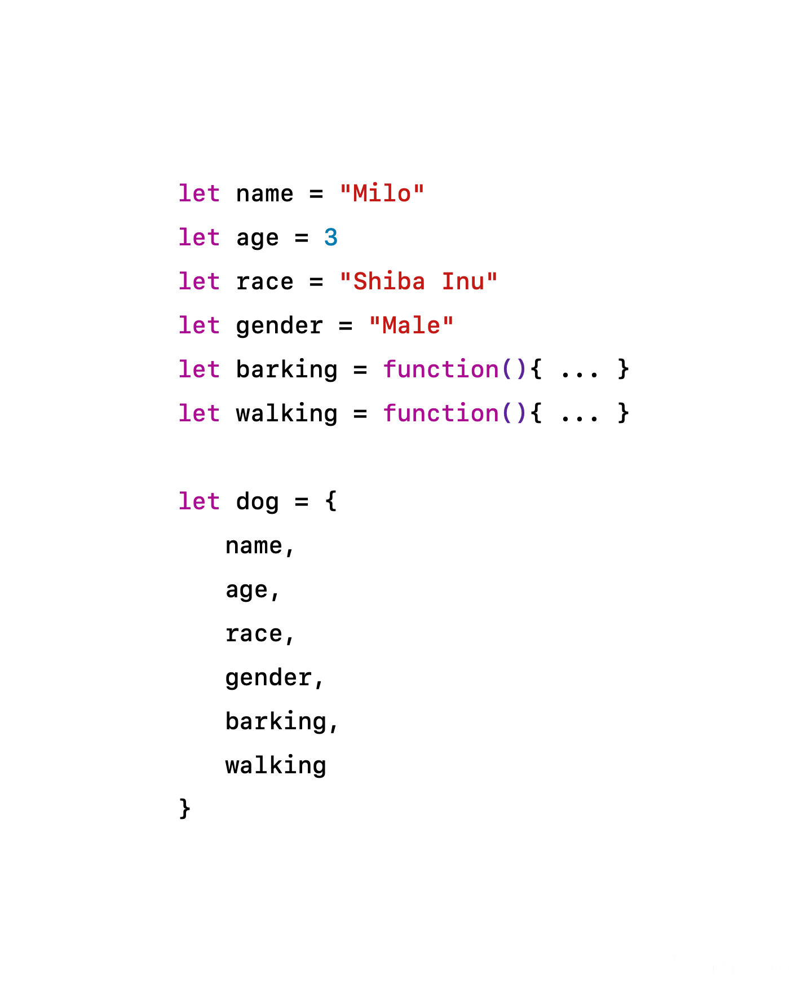 let name = "Milo"
let age = 3
let race = "Shiba Inu"
let gender = "Male"
let barking = function(){ ... }
let walking = function(){ ... }
let dog = {
name,
age,
race,
gender,
barking,
walking
}